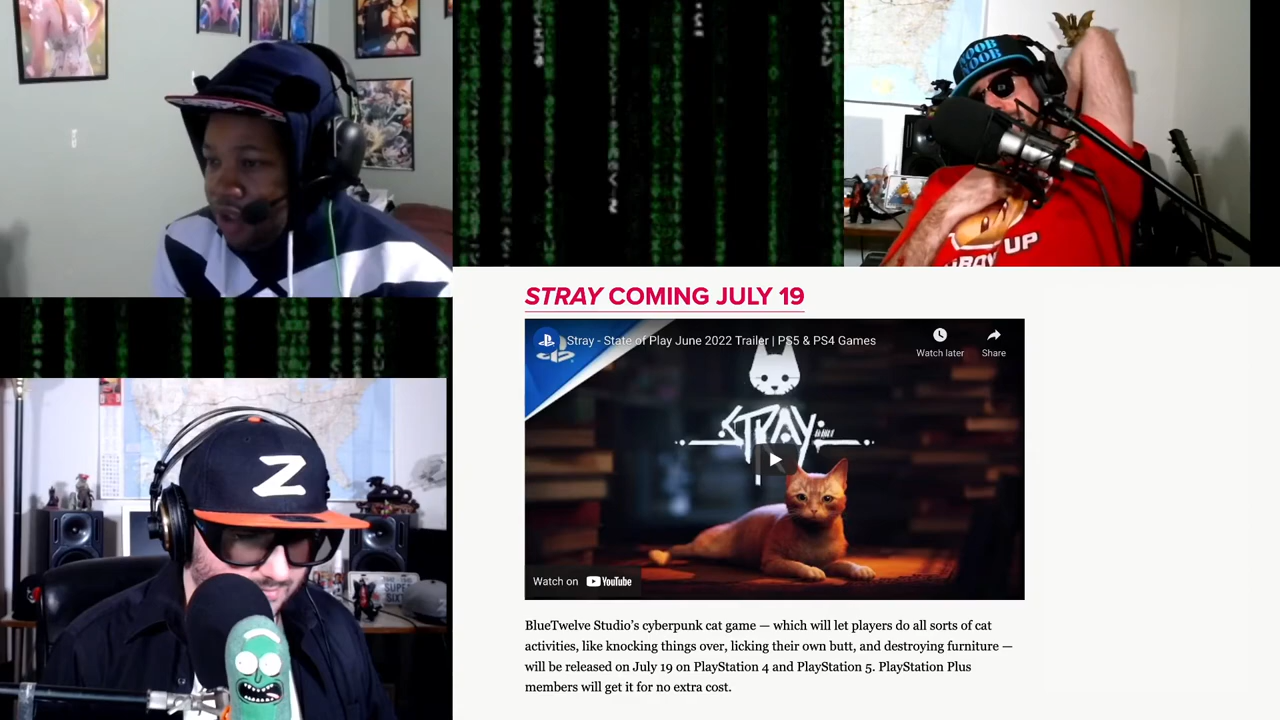 NOOB
NOOB
UP
Z
STRAY COMING JULY 19
Stray - State of Play June 2022 Trailer | PS5 & PS4 Games
Watch later
Share
STRAY
Watch on YouTube
BlueTwelve Studio's cyberpunk cat game — which will let players do all sorts of cat
activities, like knocking things over, licking their own butt, and destroying furniture —
will be released on July 19 on PlayStation 4 and PlayStation 5. PlayStation Plus
members will get it for no extra cost.